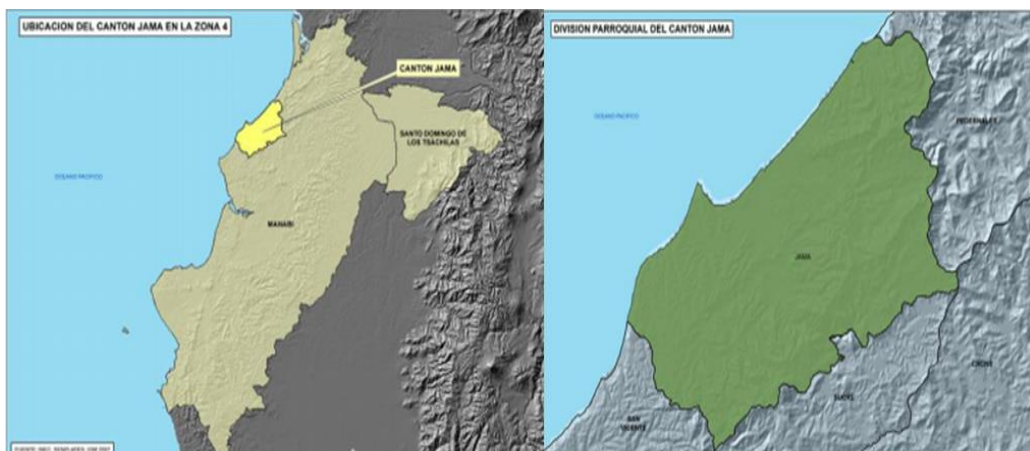 UBICACION DEL CANTON JAMA EN LA ZONA 4
CANTON JAMA
SANTO DOMINGO DE
LOS TSACHILAS
OCEANO PACIFICO
MANABI
DIVISION PARROQUIAL DEL CANTON JAMA
OCEANO PACIFICO
PEDERNALES
JAMA
CHONE
SUCRE
SAN
VICENTE